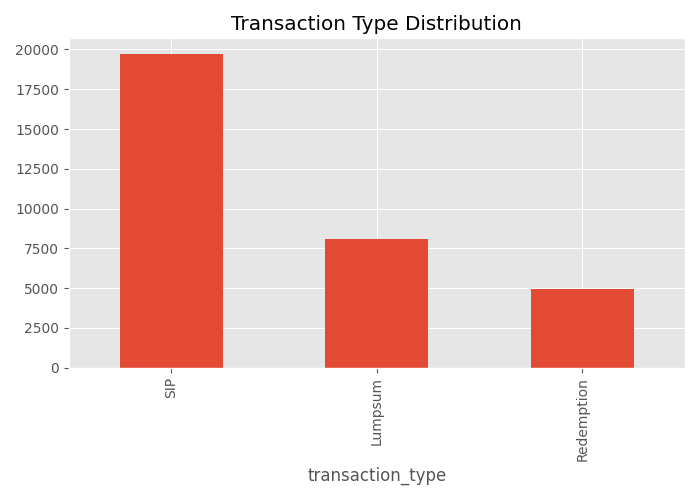 Transaction Type Distribution
20000
17500
15000
12500
10000
7500
5000
2500
0
SIP
Lumpsum
Redemption
transaction_type